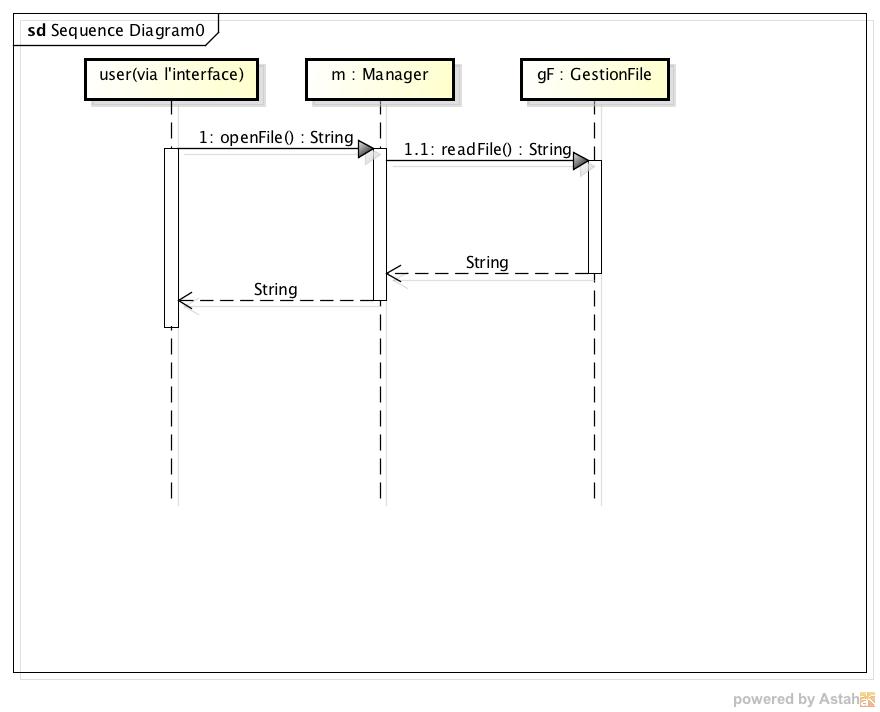 sd Sequence Diagram0
user(via l'interface)
m : Manager
gF : GestionFile
1: openFile() : String
1.1: readFile() : String
String
String
powered by Astah